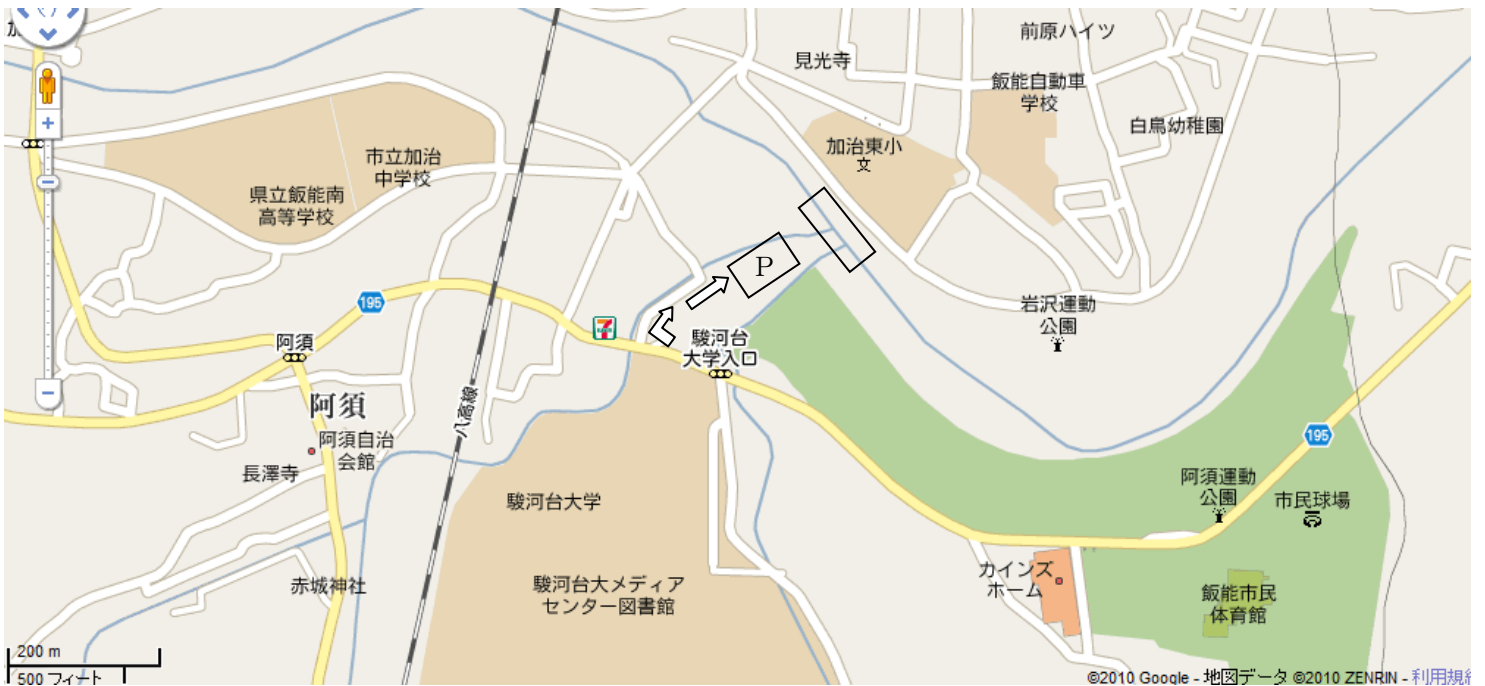 加
前原ハイツ
見光寺
飯能自動車
学校
白鳥幼稚園
加治東小
文
市立加治
中学校
県立飯能南
高等学校
P
195
岩沢運動
公園
7
駿河台
大学入口
阿須
阿須
八高線
阿須自治
会館
長澤寺
195
阿須運動
公園
市民球場
駿河台大学
カインズ
ホーム
赤城神社
駿河台大メディア
センター図書館
飯能市民
体育館
200 m
500 フィート
©2010 Google - 地図データ ©2010 ZENRIN - 利用規約